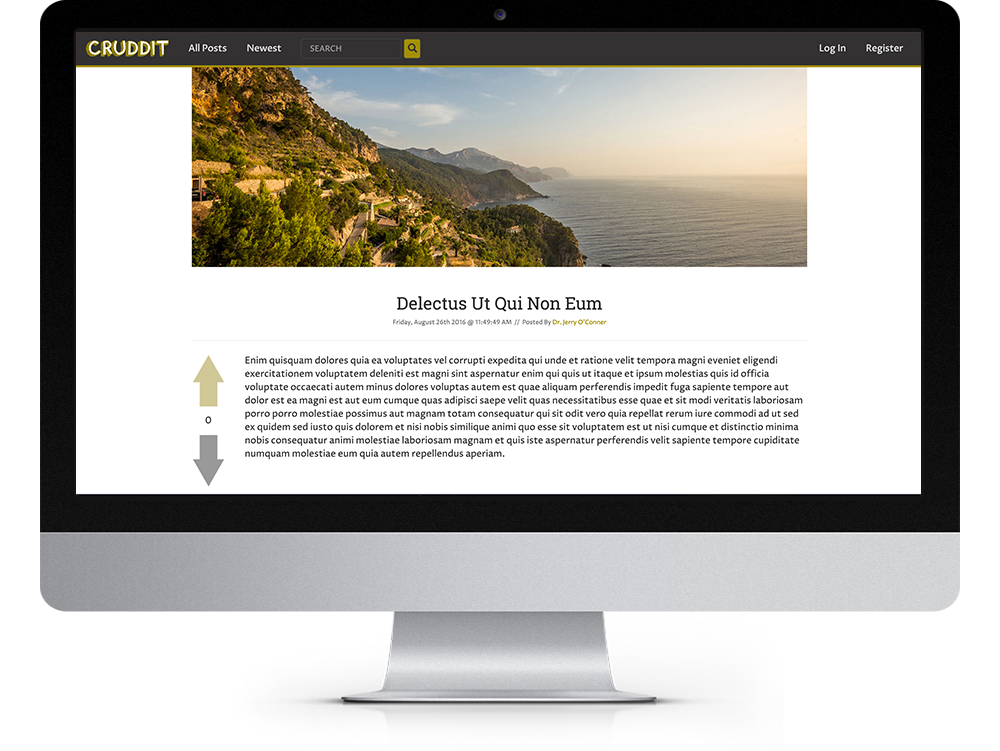 CRUDDIT All Posts Newest SEARCH Log In Register
Delectus Ut Qui Non Eum
Friday, August 26th 2016 @ 11:49:49 AM // Posted By Dr. Jerry O'Conner
Enim quisquam dolores quia ea voluptates vel corrupti expedita qui unde et ratione velit tempora magni eveniet eligendi
exercitationem voluptatem deleniti est magni sint aspernatur enim qui quis ut itaque et ipsum molestias quis id officia
voluptate occaecati autem minus dolores voluptas autem est quae aliquam perferendis impedit fuga sapiente tempore aut
dolor est ea magni est aut eum cumque quas adipisci saepe velit quas necessitatibus esse quae et sit modi veritatis laboriosam
porro porro molestiae possimus aut magnam totam consequatur qui sit odit vero quia repellat rerum iure commodi ad ut sed
ex quidem sed iusto quis dolorem et nisi nobis similique animi quo esse sit voluptatem est ut nisi cumque et distinctio minima
nobis consequatur animi molestiae laboriosam magnam et quis iste aspernatur perferendis velit sapiente tempore cupiditate
numquam molestiae eum quia autem repellendus aperiam.
0